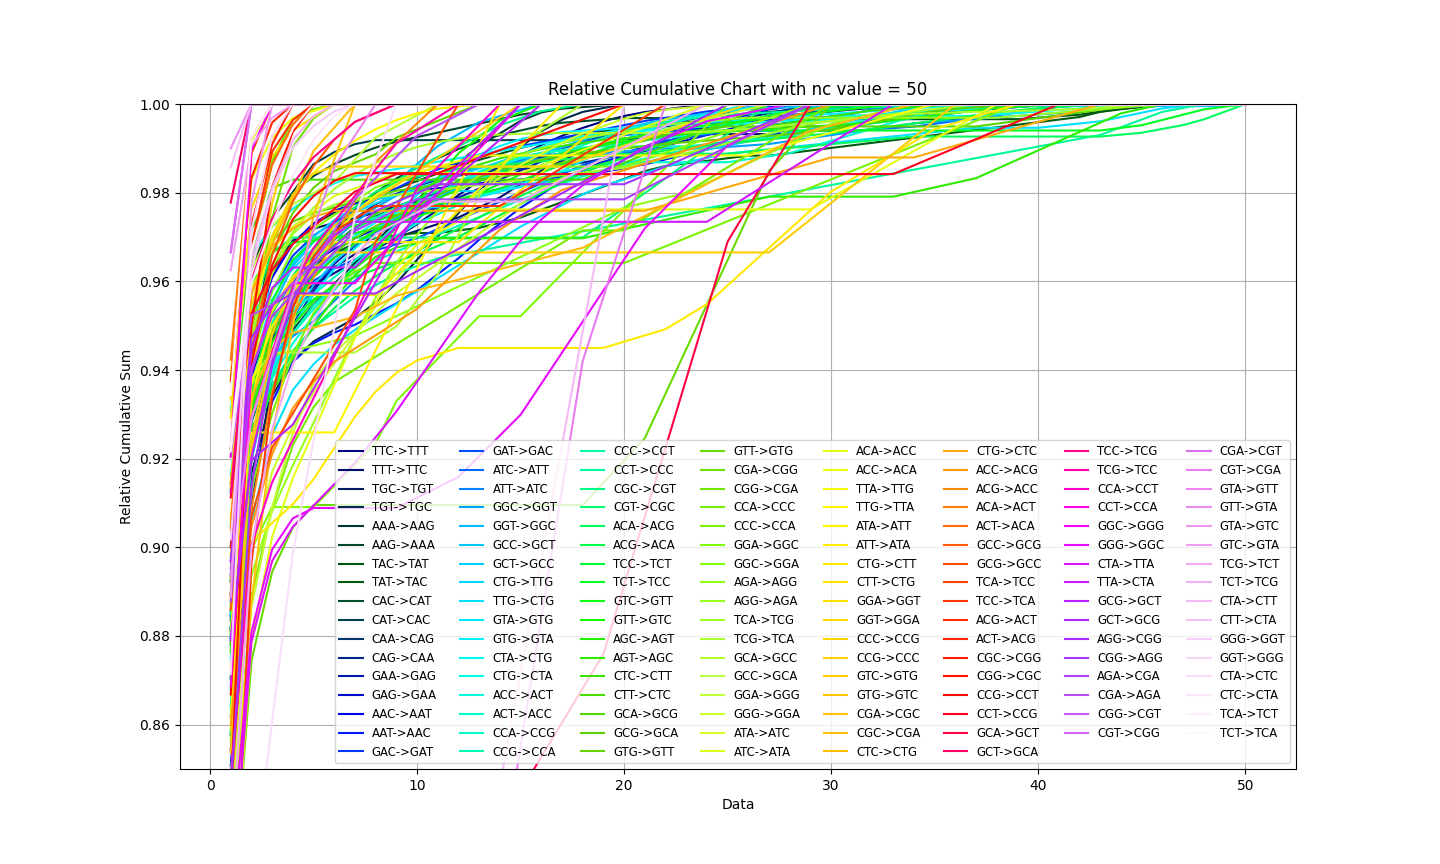 Relative Cumulative Chart with nc value = 50
1.00
0.98
0.96
0.94
0.92
0.90
0.88
0.86
Relative Cumulative Sum
0
10
20
30
40
50
Data
TTC->TTT
TTT->TTC
TGC->TGT
TGT->TGC
AAA->AAG
AAG->AAA
TAC->TAT
TAT->TAC
CAC->CAT
CAT->CAC
CAA->CAG
CAG->CAA
GAA->GAG
GAG->GAA
AAC->AAT
AAT->AAC
GAC->GAT
GAT->GAC
ATC->ATT
ATT->ATC
GGC->GGT
GGT->GGC
GCC->GCT
GCT->GCC
CTG->TTG
TTG->CTG
GTA->GTG
GTG->GTA
CTA->CTG
CTG->CTA
ACC->ACT
ACT->ACC
CCA->CCG
CCG->CCA
CCC->CCT
CCT->CCC
CGC->CGT
CGT->CGC
ACA->ACG
ACG->ACA
TCC->TCT
TCT->TCC
GTC->GTT
GTT->GTC
AGC->AGT
AGT->AGC
CTC->CTT
CTT->CTC
GCA->GCG
GCG->GCA
GTG->GTT
GTT->GTG
CGA->CGG
CGG->CGA
CCA->CCC
CCC->CCA
GGA->GGC
GGC->GGA
AGA->AGG
AGG->AGA
TCA->TCG
TCG->TCA
GCA->GCC
GCC->GCA
GGA->GGG
GGG->GGA
ATA->ATC
ATC->ATA
ACA->ACC
ACC->ACA
TTA->TTG
TTG->TTA
ATA->ATT
ATT->ATA
CTG->CTT
CTT->CTG
GGA->GGT
GGT->GGA
CCC->CCG
CCG->CCC
GTC->GTG
GTG->GTC
CGA->CGC
CGC->CGA
CTC->CTG
CTG->CTC
ACC->ACG
ACG->ACC
ACA->ACT
ACT->ACA
GCC->GCG
GCG->GCC
TCA->TCC
TCC->TCA
ACG->ACT
ACT->ACG
CGC->CGG
CGG->CGC
CCG->CCT
CCT->CCG
GCA->GCT
GCT->GCA
TCC->TCG
TCG->TCC
CCA->CCT
CCT->CCA
GGC->GGG
GGG->GGC
CTA->TTA
TTA->CTA
GCG->GCT
GCT->GCG
AGG->CGG
CGG->AGG
AGA->CGA
CGA->AGA
CGG->CGT
CGT->CGG
CGA->CGT
CGT->CGA
GTA->GTT
GTT->GTA
GTA->GTC
GTC->GTA
TCG->TCT
TCT->TCG
CTA->CTT
CTT->CTA
GGG->GGT
GGT->GGG
CTA->CTC
CTC->CTA
TCA->TCT
TCT->TCA